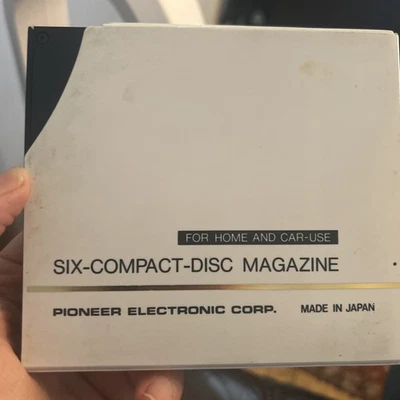 FOR HOME AND CAR-USE
SIX-COMPACT-DISC MAGAZINE
PIONEER ELECTRONIC CORP. MADE IN JAPAN